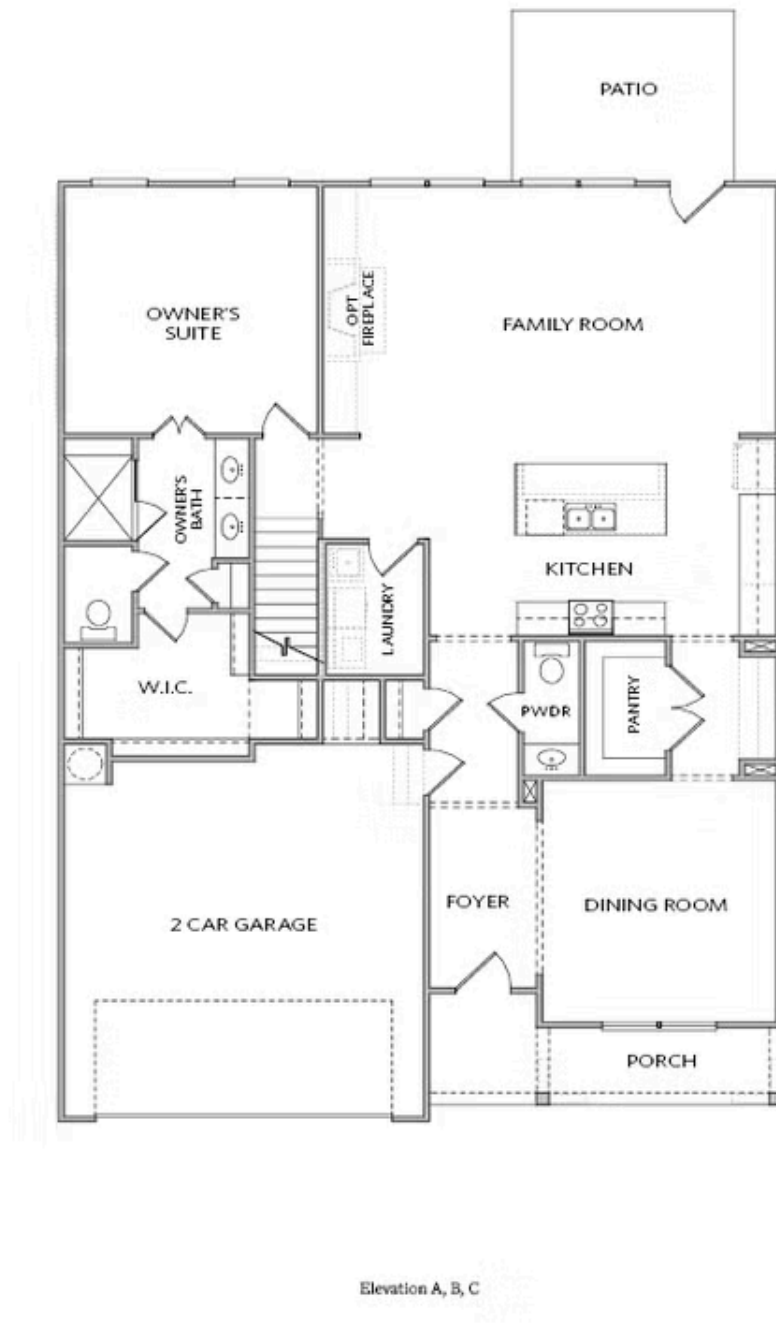 PATIO
OWNER'S
SUITE
OPT
FIREPLACE
FAMILY ROOM
OWNER'S
BATH
KITCHEN
LAUNDRY
W.I.C.
PWDR
PANTRY
FOYER
DINING ROOM
2 CAR GARAGE
PORCH
Elevation A, B, C